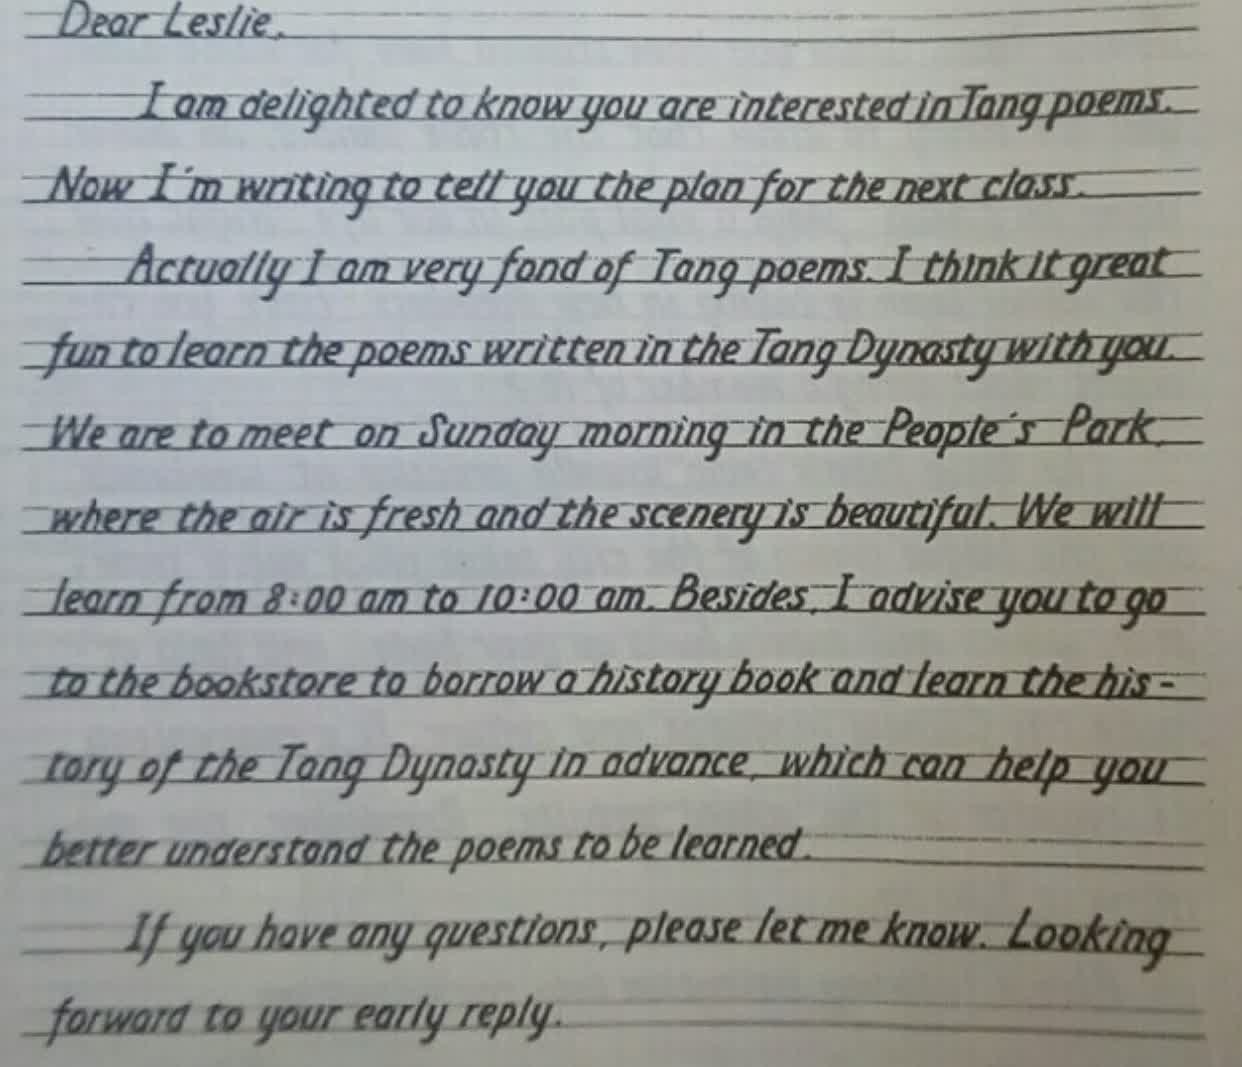 Dear Leslie,
I am delighted to know you are interested in Tang poems.
Now I'm writing to tell you the plan for the next class.
Actually I am very fond of Tang poems. I think it great
fun to learn the poems written in the Tang Dynasty with you.
We are to meet on Sunday morning in the People's Park,
where the air is fresh and the scenery is beautiful. We will
learn from 8:00 am to 10:00 am. Besides, I advise you to go
to the bookstore to borrow a history book and learn the his-
tory of the Tang Dynasty in advance, which can help you
better understand the poems to be learned.
If you have any questions, please let me know. Looking
forward to your early reply.